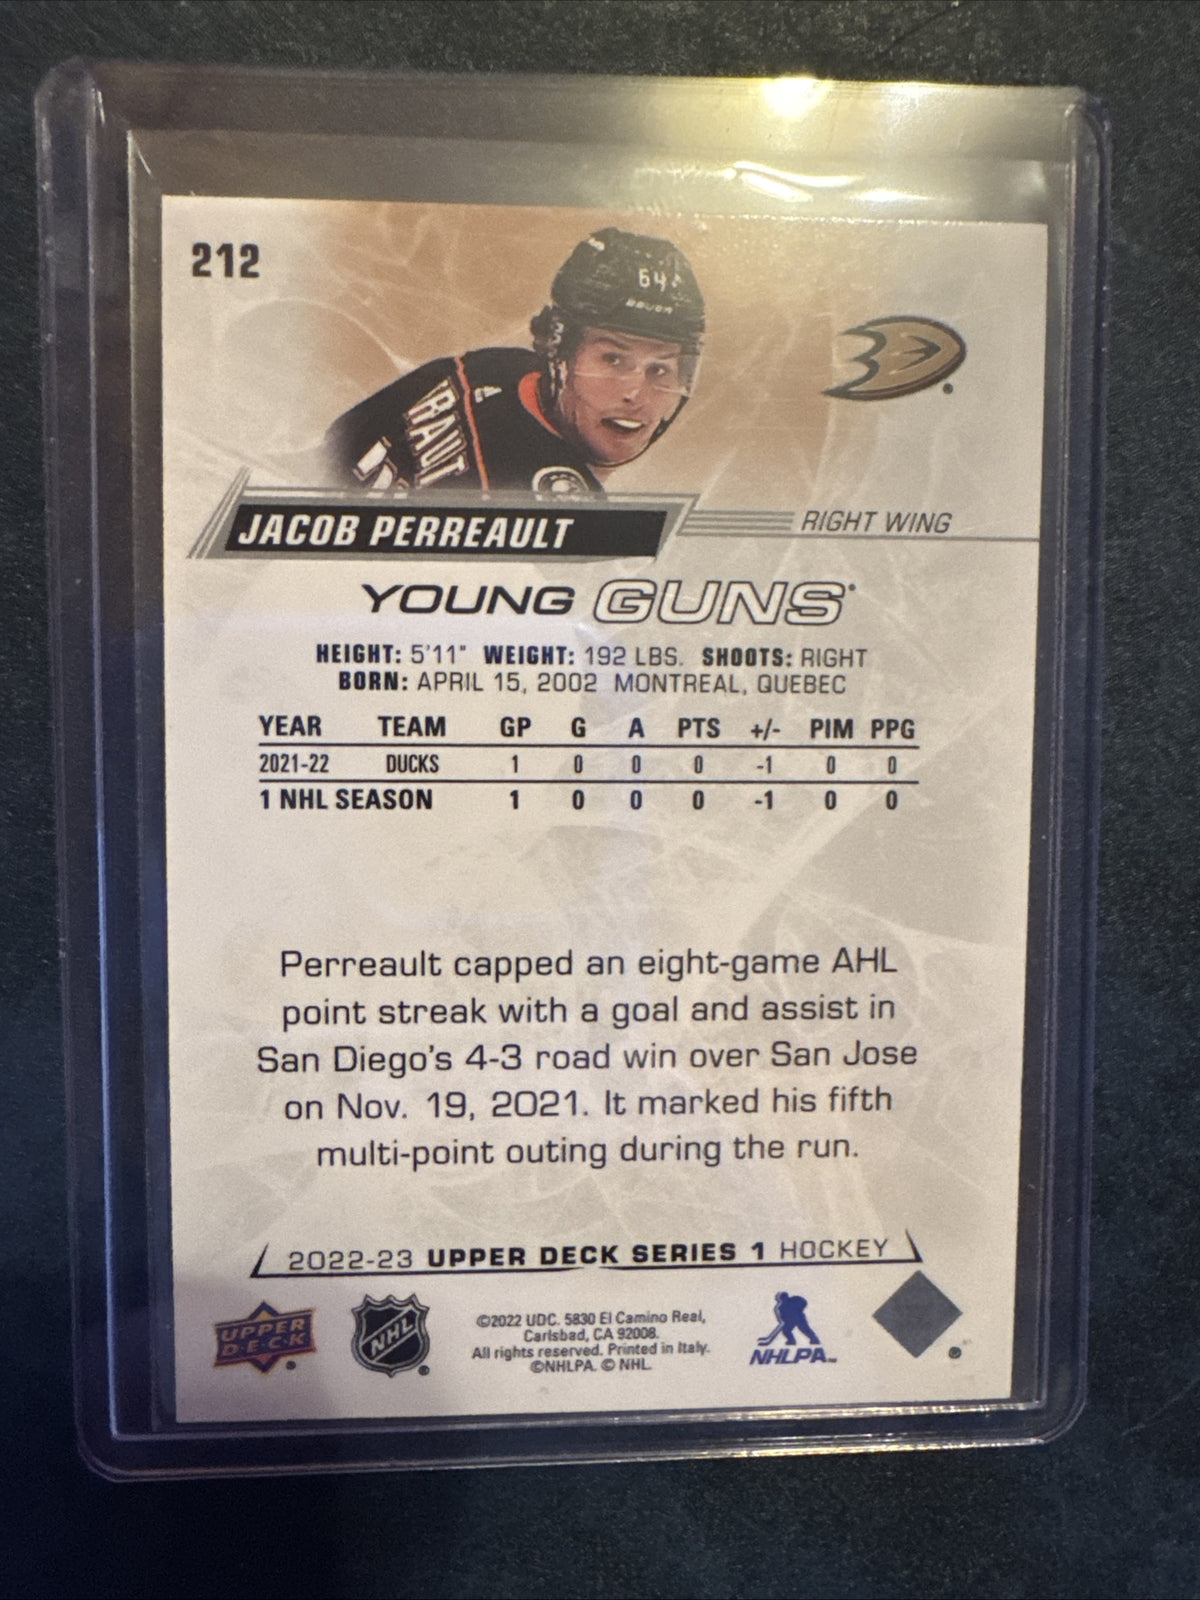 212
64
BAUER
RAULT
A
JACOB PERREAULT
RIGHT WING
YOUNG GUNS
HEIGHT: 5'11" WEIGHT: 192 LBS. SHOOTS: RIGHT
BORN: APRIL 15, 2002 MONTREAL, QUEBEC
YEAR TEAM GP G A PTS +/- PIM PPG
2021-22 DUCKS 1 0 0 0 -1 0 0
1 NHL SEASON 1 0 0 0 -1 0 0
Perreault capped an eight-game AHL
point streak with a goal and assist in
San Diego's 4-3 road win over San Jose
on Nov. 19, 2021. It marked his fifth
multi-point outing during the run.
2022-23 UPPER DECK SERIES 1 HOCKEY
UPPER
D·E·C·K
®
NHL
®
©2022 UDC. 5830 El Camino Real,
Carlsbad, CA 92008.
All rights reserved. Printed in Italy.
©NHLPA. © NHL.
NHLPA™
®